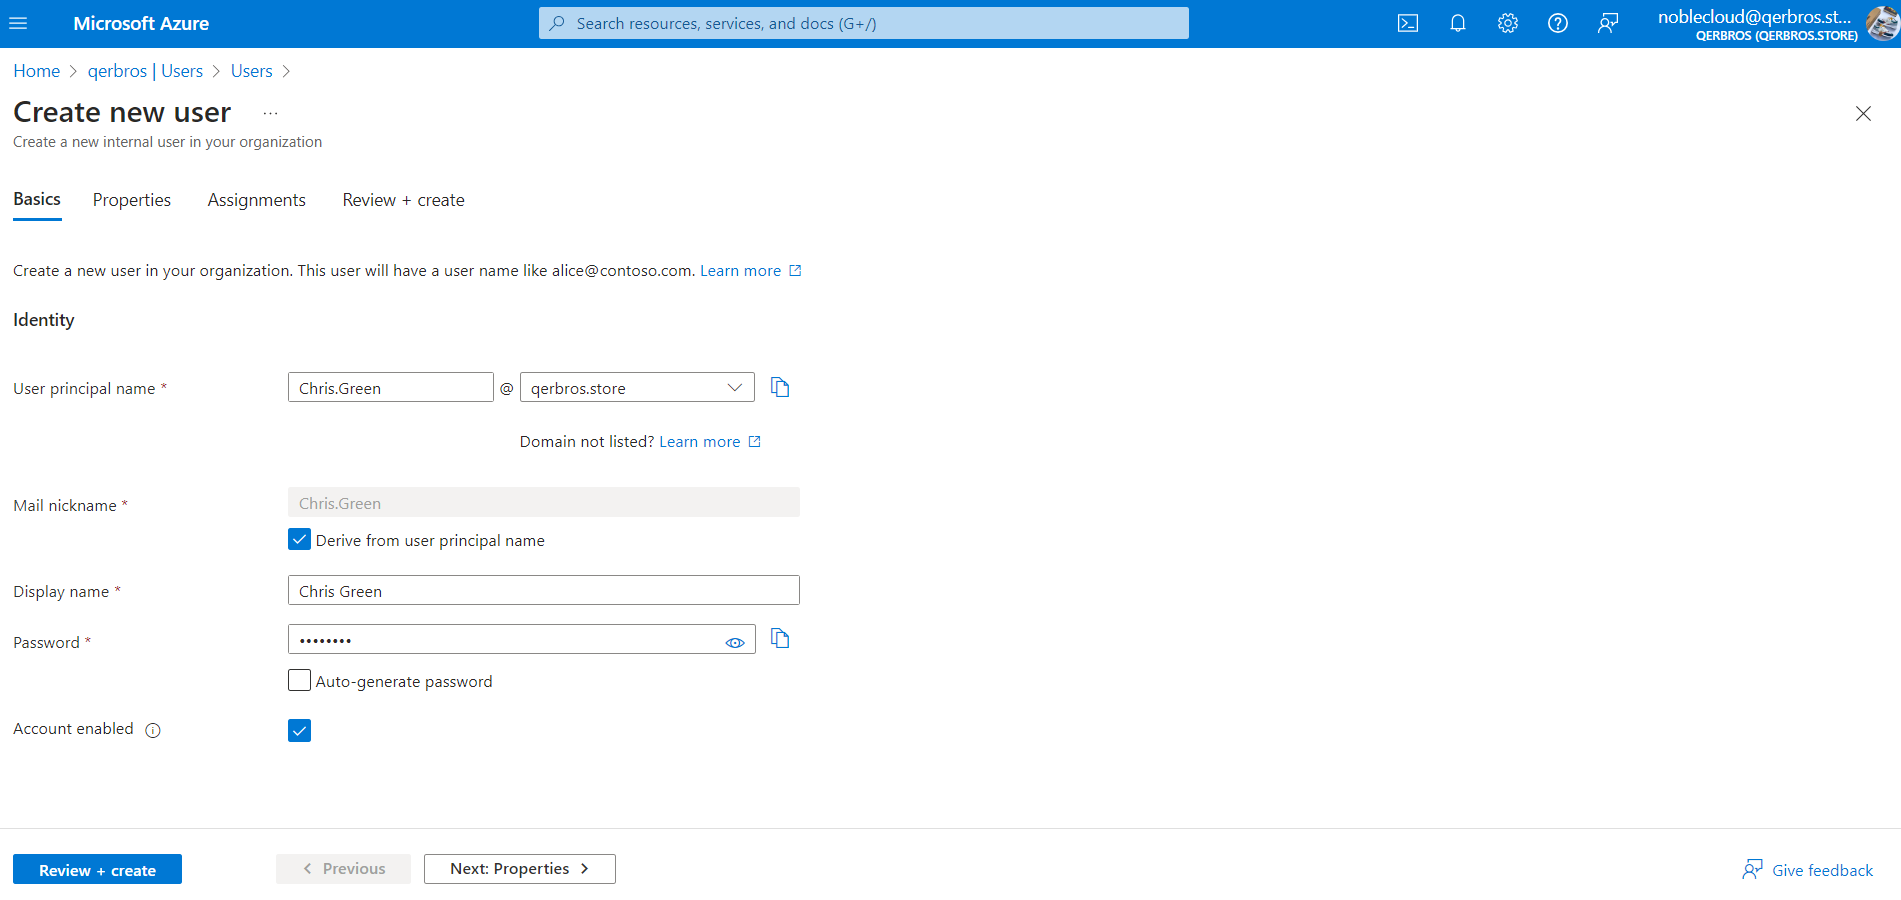 Microsoft Azure
Search resources, services, and docs (G+/)
noblecloud@qerbros.st...
QERBROS (QERBROS.STORE)
Home > qerbros | Users > Users >
Create new user ...
Create a new internal user in your organization
Basics Properties Assignments Review + create
Create a new user in your organization. This user will have a user name like alice@contoso.com. Learn more
Identity
User principal name * Chris.Green @ qerbros.store
Domain not listed? Learn more
Mail nickname * Chris.Green
Derive from user principal name
Display name * Chris Green
Password * ••••••••
Auto-generate password
Account enabled
Review + create < Previous Next: Properties > Give feedback